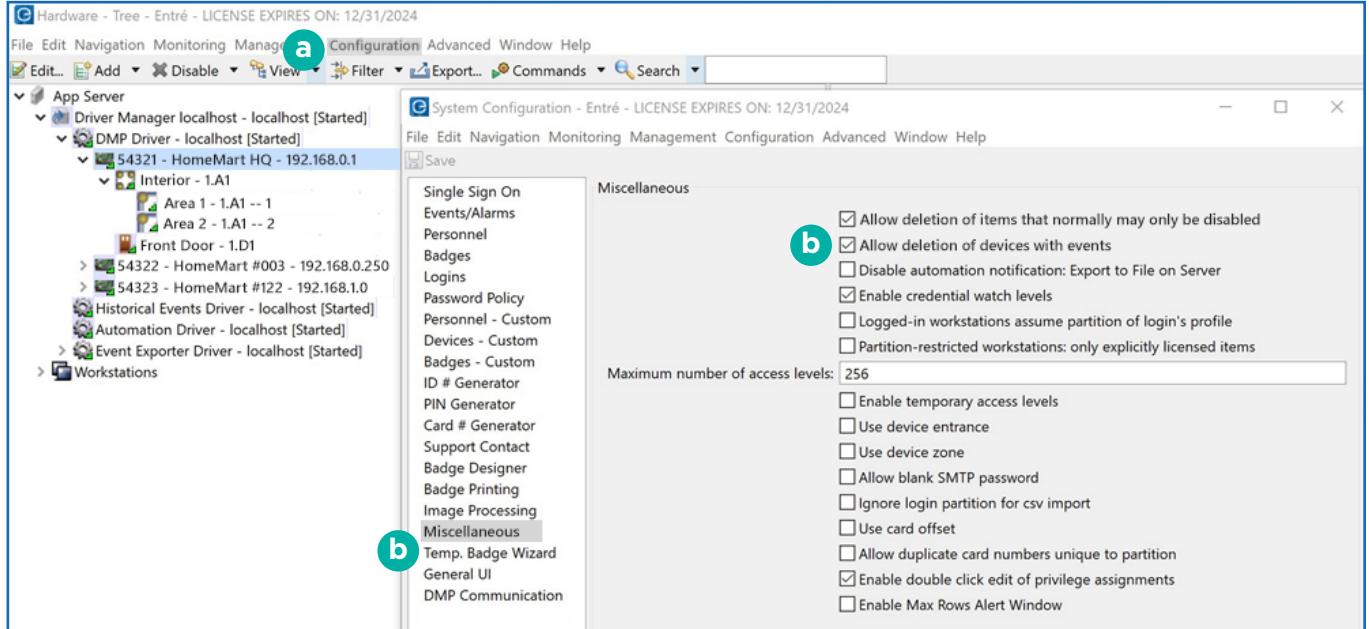 Hardware - Tree - Entré - LICENSE EXPIRES ON: 12/31/2024
File Edit Navigation Monitoring Manage a Configuration Advanced Window Help
Edit... Add Disable View Filter Export... Commands Search
App Server
Driver Manager localhost - localhost [Started]
DMP Driver - localhost [Started]
54321 - HomeMart HQ - 192.168.0.1
Interior - 1.A1
Area 1 - 1.A1 -- 1
Area 2 - 1.A1 -- 2
Front Door - 1.D1
54322 - HomeMart #003 - 192.168.0.250
54323 - HomeMart #122 - 192.168.1.0
Historical Events Driver - localhost [Started]
Automation Driver - localhost [Started]
Event Exporter Driver - localhost [Started]
Workstations
System Configuration - Entré - LICENSE EXPIRES ON: 12/31/2024
File Edit Navigation Monitoring Management Configuration Advanced Window Help
Save
Single Sign On
Events/Alarms
Personnel
Badges
Logins
Password Policy
Personnel - Custom
Devices - Custom
Badges - Custom
ID # Generator
PIN Generator
Card # Generator
Support Contact
Badge Designer
Badge Printing
Image Processing
Miscellaneous
b Temp. Badge Wizard
General UI
DMP Communication
Miscellaneous
Allow deletion of items that normally may only be disabled
b Allow deletion of devices with events
Disable automation notification: Export to File on Server
Enable credential watch levels
Logged-in workstations assume partition of login's profile
Partition-restricted workstations: only explicitly licensed items
Maximum number of access levels: 256
Enable temporary access levels
Use device entrance
Use device zone
Allow blank SMTP password
Ignore login partition for csv import
Use card offset
Allow duplicate card numbers unique to partition
Enable double click edit of privilege assignments
Enable Max Rows Alert Window